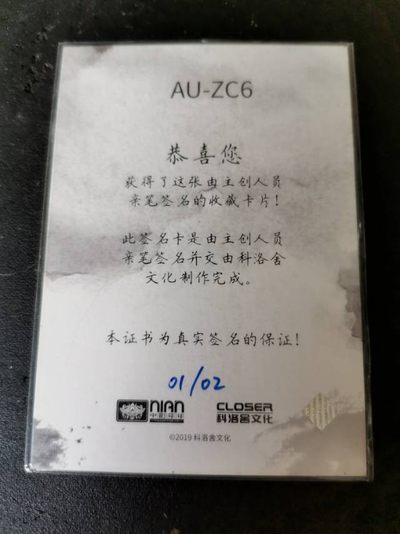 AU-ZC6
恭喜您
获得了这张由主创人员
亲笔签名的收藏卡片!
此签名卡是由主创人员
亲笔签名并交由科洛舍
文化制作完成。
本证书为真实签名的保证!
01/02
NIAN
CLOSER
科洛舍文化
©2019 科洛舍文化